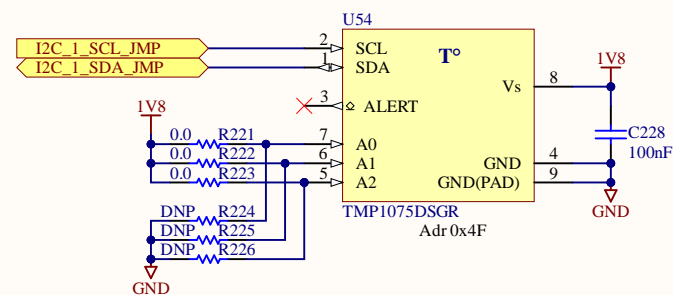 U54
I2C_1_SCL_JMP
2
SCL
T°
1V8
I2C_1_SDA_JMP
1
SDA
Vs
8
3
ALERT
C228
100nF
1V8
0.0
R221
7
A0
0.0
R222
6
A1
GND
4
0.0
R223
5
A2
GND(PAD)
9
GND
DNP
R224
TMP1075DSGR
DNP
R225
Adr 0x4F
DNP
R226
GND